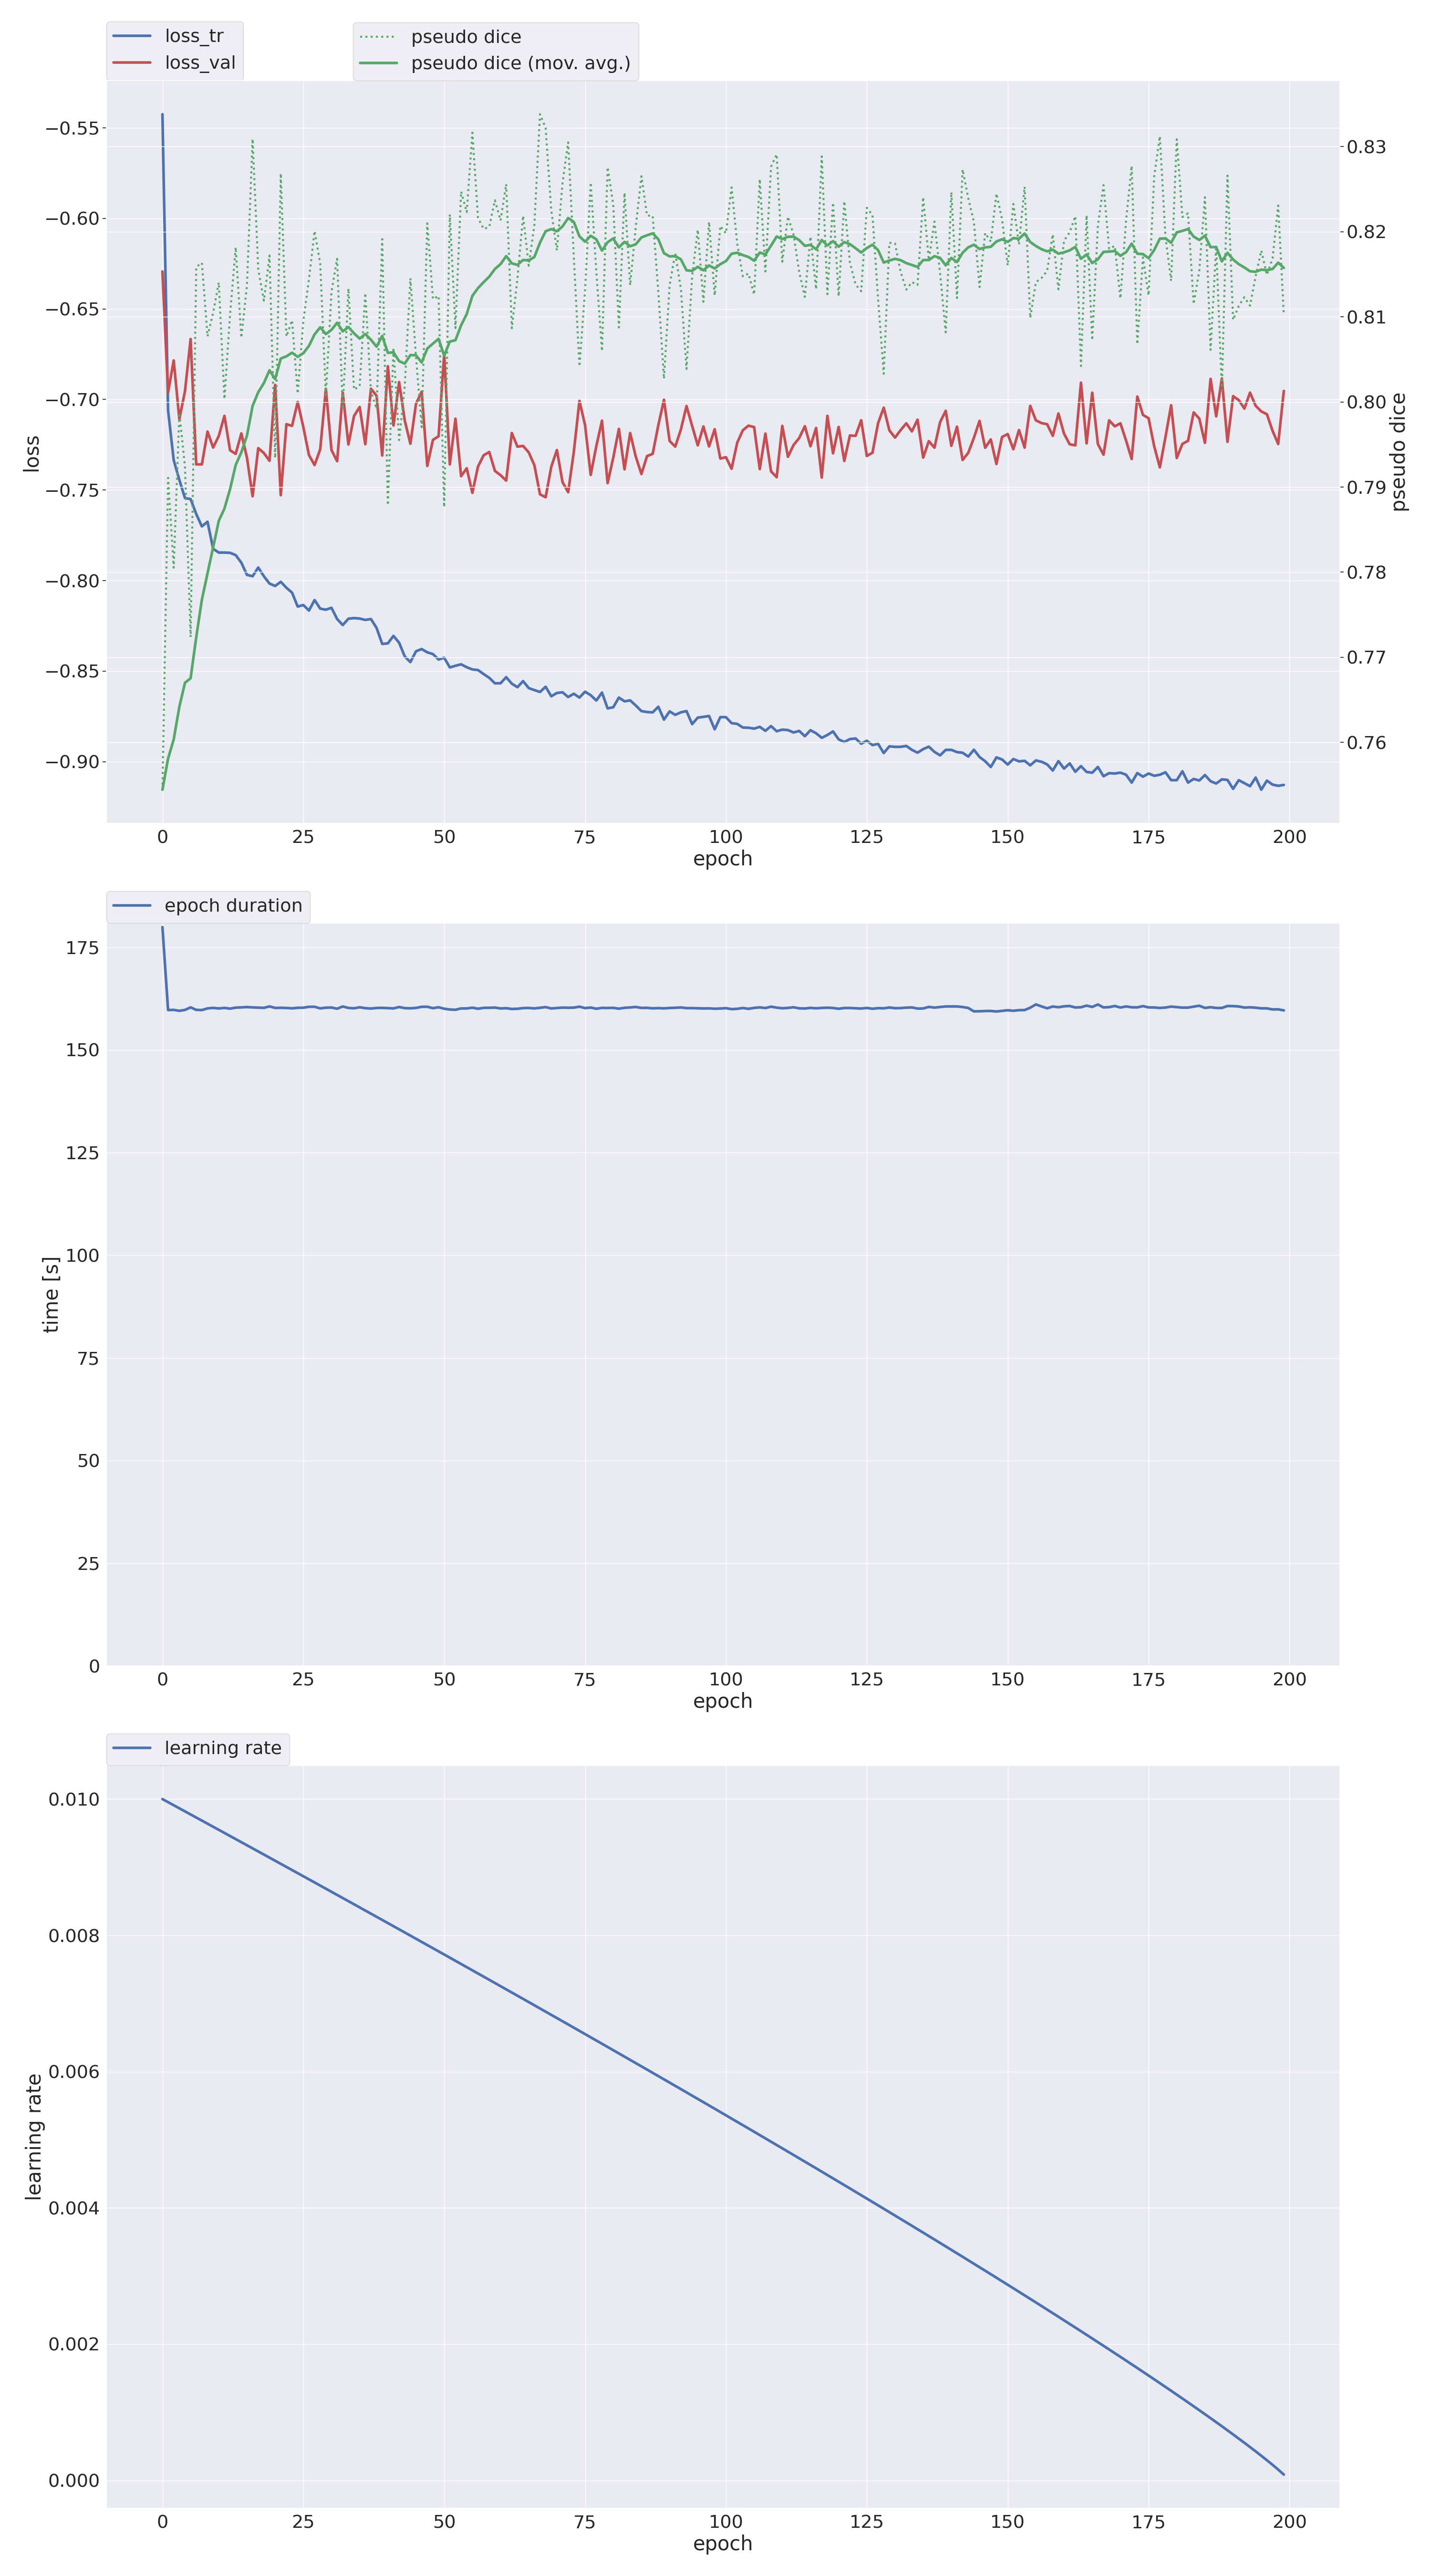 loss_tr
loss_val
pseudo dice
pseudo dice (mov. avg.)
−0.55
−0.60
−0.65
−0.70
−0.75
−0.80
−0.85
−0.90
loss
0.83
0.82
0.81
0.80
0.79
0.78
0.77
0.76
pseudo dice
0 25 50 75 100 125 150 175 200
epoch
epoch duration
175
150
125
100
75
50
25
0
time [s]
0 25 50 75 100 125 150 175 200
epoch
learning rate
0.010
0.008
0.006
0.004
0.002
0.000
learning rate
0 25 50 75 100 125 150 175 200
epoch